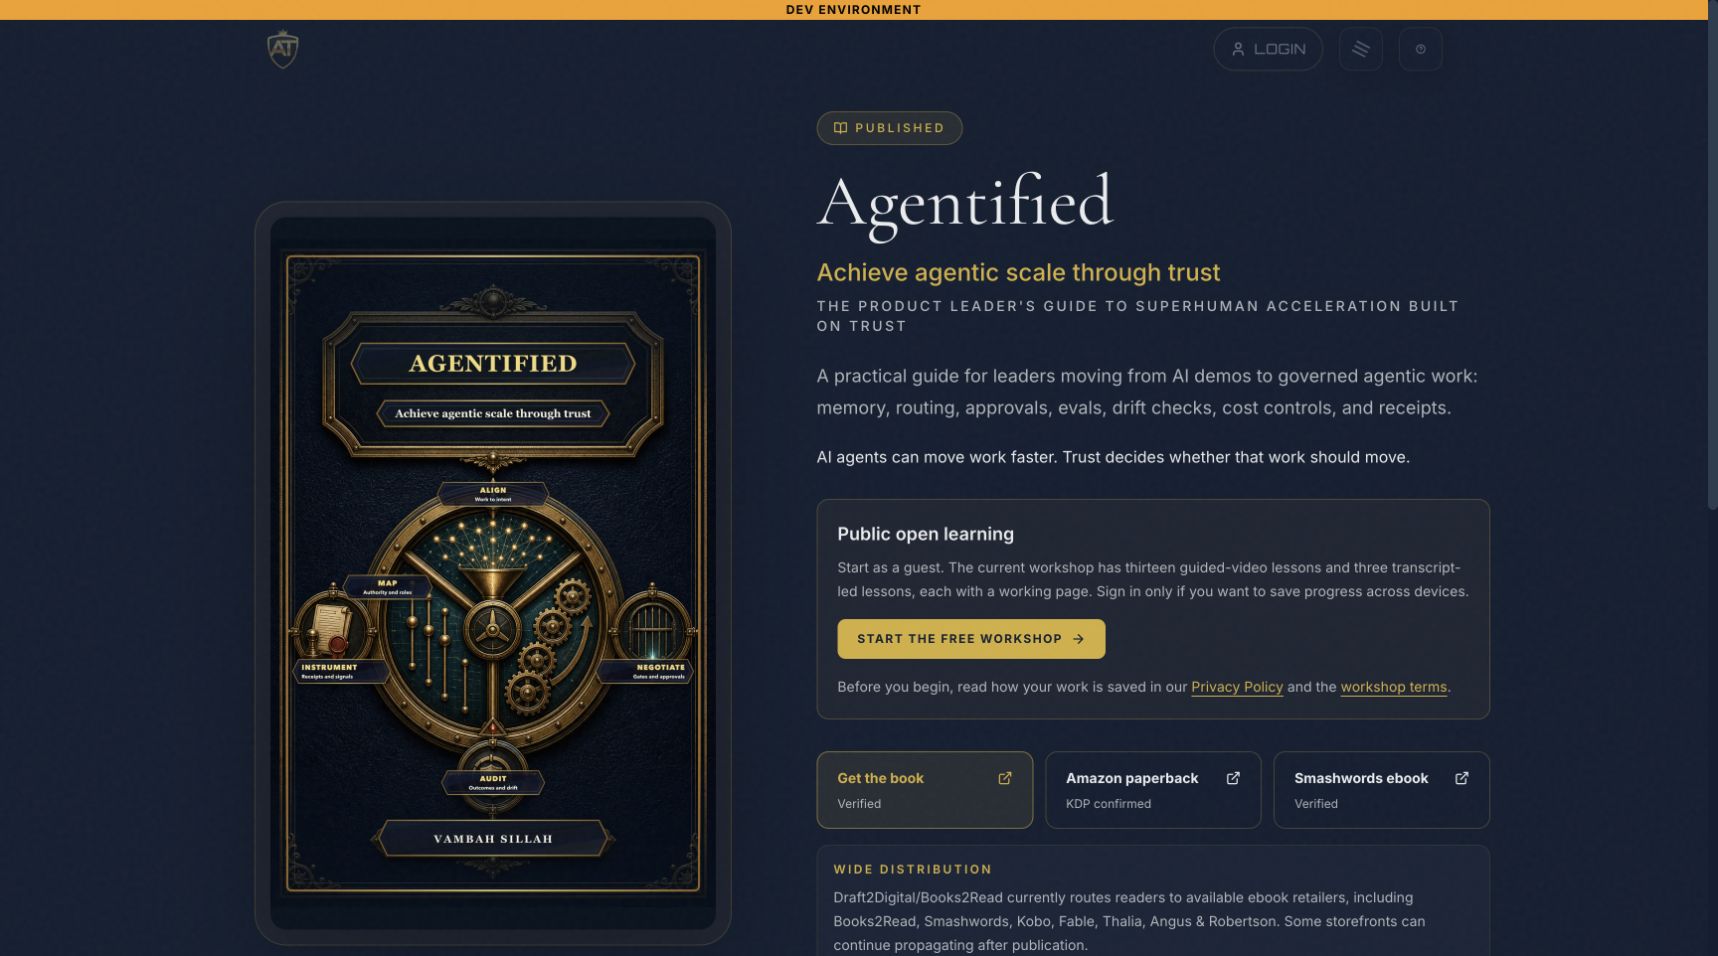 DEV ENVIRONMENT
AT
LOGIN
PUBLISHED
Agentified
Achieve agentic scale through trust
THE PRODUCT LEADER'S GUIDE TO SUPERHUMAN ACCELERATION BUILT
ON TRUST
A practical guide for leaders moving from AI demos to governed agentic work:
memory, routing, approvals, evals, drift checks, cost controls, and receipts.
AI agents can move work faster. Trust decides whether that work should move.
Public open learning
Start as a guest. The current workshop has thirteen guided-video lessons and three transcript-
led lessons, each with a working page. Sign in only if you want to save progress across devices.
START THE FREE WORKSHOP
Before you begin, read how your work is saved in our Privacy Policy and the workshop terms.
Get the book
Verified
Amazon paperback
KDP confirmed
Smashwords ebook
Verified
WIDE DISTRIBUTION
Draft2Digital/Books2Read currently routes readers to available ebook retailers, including
Books2Read, Smashwords, Kobo, Fable, Thalia, Angus & Robertson. Some storefronts can
continue propagating after publication.
AGENTIFIED
Achieve agentic scale through trust
ALIGN
Work to intent
MAP
Authority and roles
INSTRUMENT
Receipts and signals
NEGOTIATE
Gates and approvals
AUDIT
Outcomes and drift
VAMBAH SILLAH